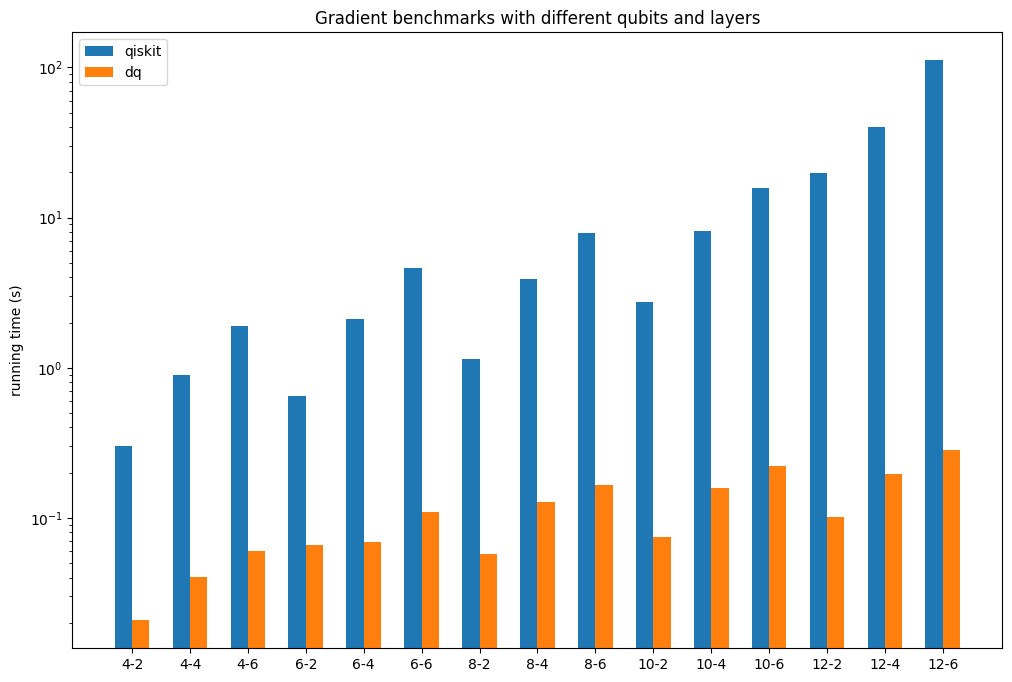 Gradient benchmarks with different qubits and layers
qiskit
dq
10²
10¹
10⁰
10⁻¹
running time (s)
4-2 4-4 4-6 6-2 6-4 6-6 8-2 8-4 8-6 10-2 10-4 10-6 12-2 12-4 12-6